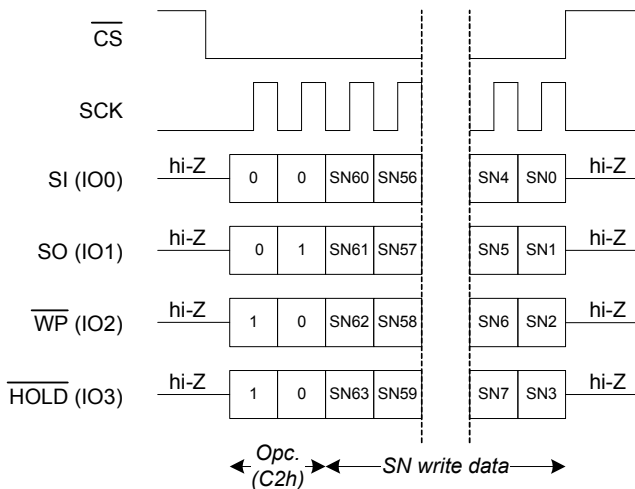 CS
SCK
SI (IO0) hi-Z 0 0 SN60 SN56 SN4 SN0 hi-Z
SO (IO1) hi-Z 0 1 SN61 SN57 SN5 SN1 hi-Z
WP (IO2) hi-Z 1 0 SN62 SN58 SN6 SN2 hi-Z
HOLD (IO3) hi-Z 1 0 SN63 SN59 SN7 SN3 hi-Z
Opc. SN write data
(C2h)